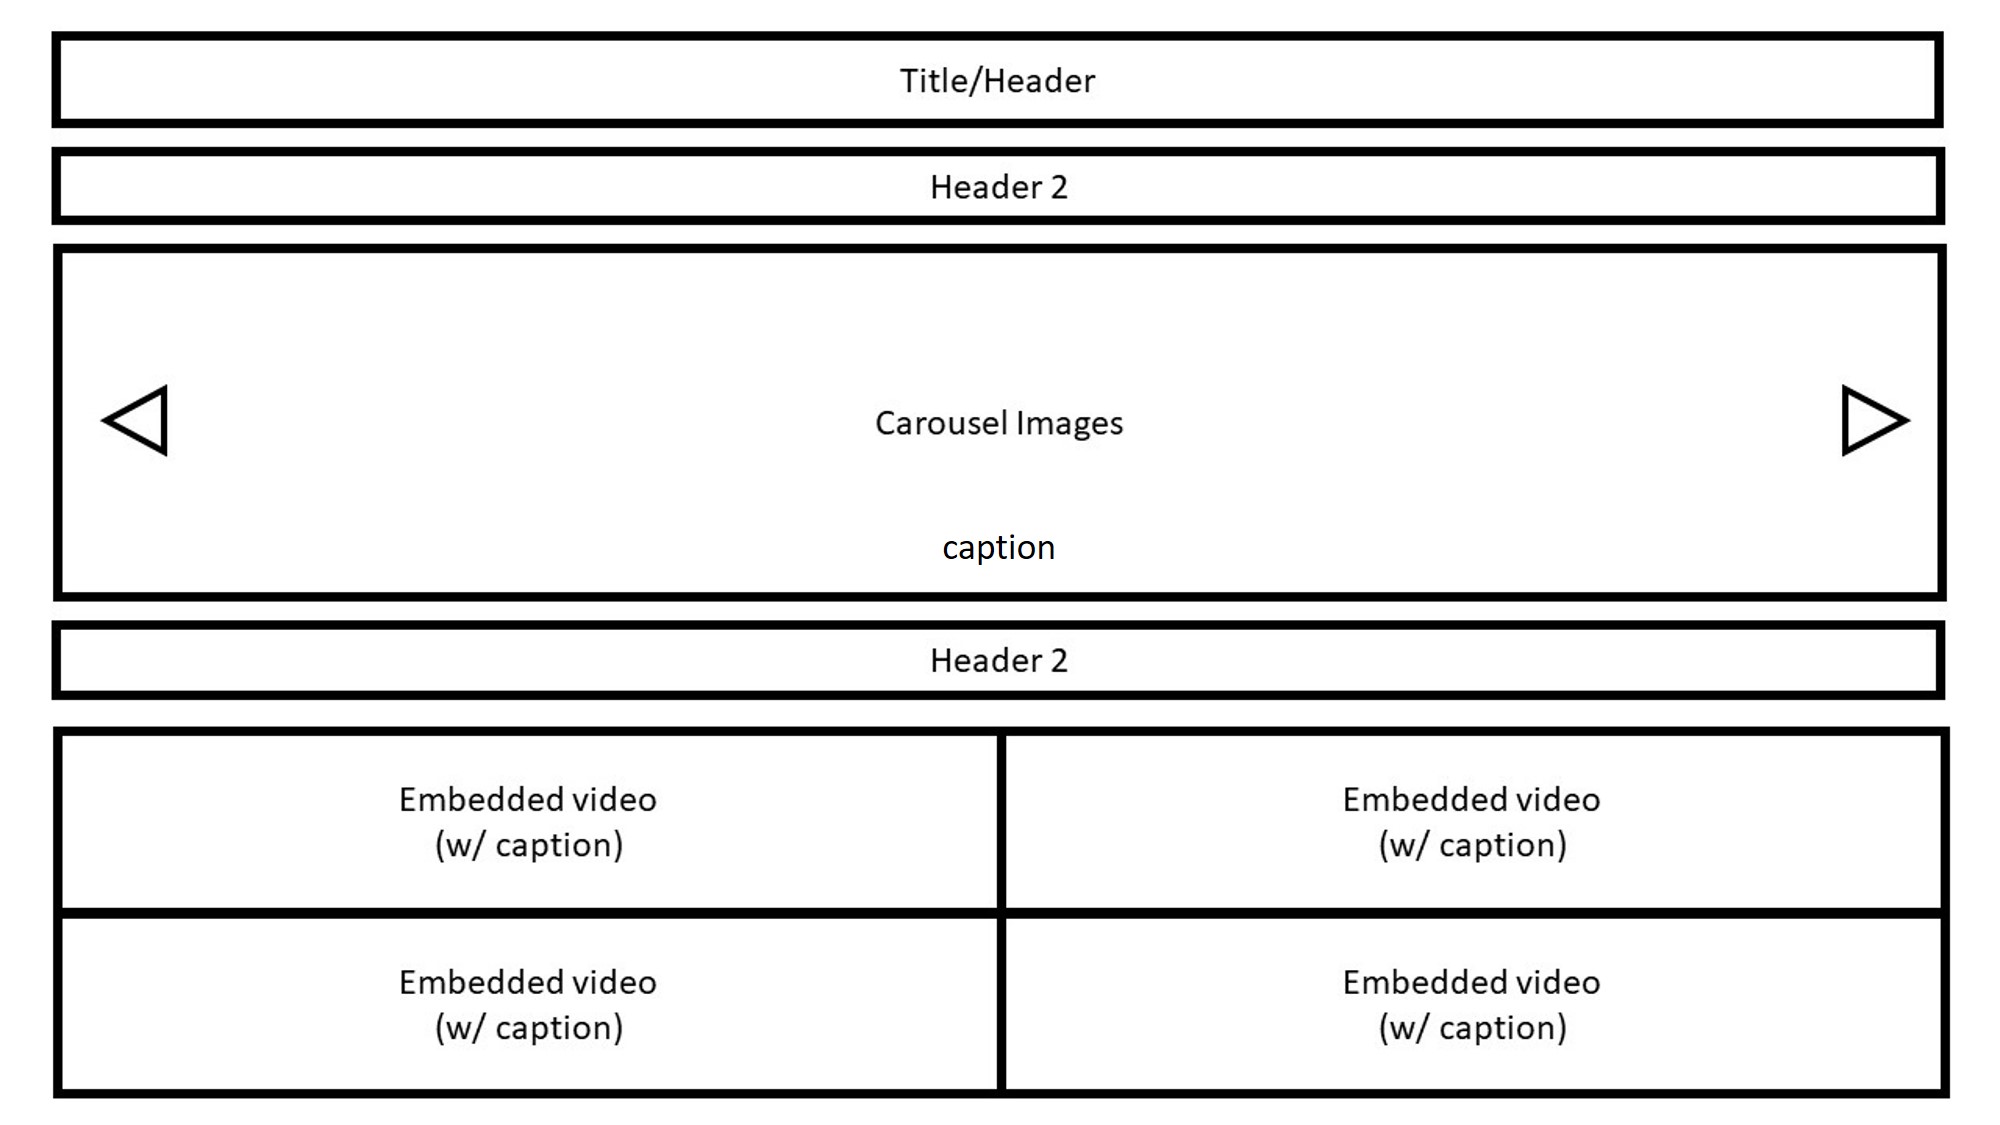 Title/Header
Header 2
Carousel Images
caption
Header 2
Embedded video
(w/ caption)
Embedded video
(w/ caption)
Embedded video
(w/ caption)
Embedded video
(w/ caption)